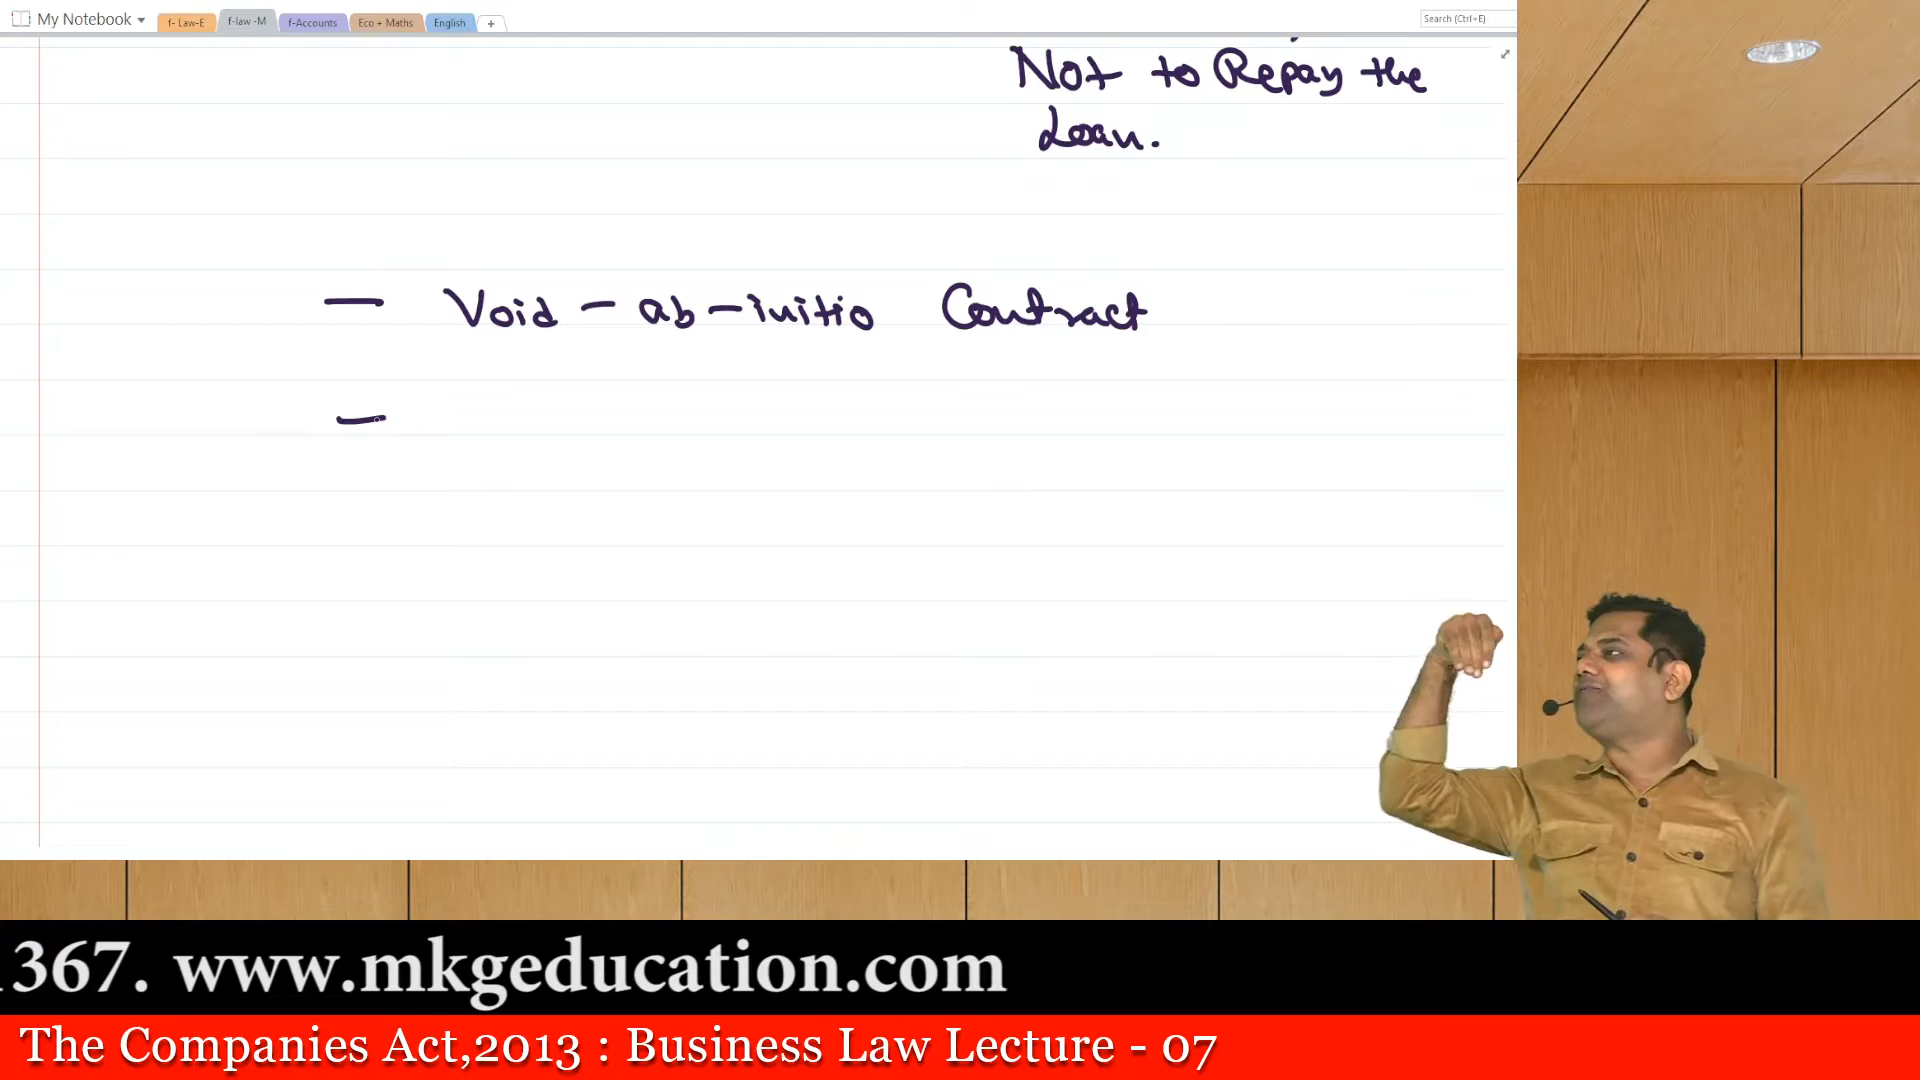 My Notebook f- Law-E f-law -M f-Accounts Eco + Maths English + Search (Ctrl+E)
Not to Repay the
Loan.
— Void - ab - initio Contract
—
367. www.mkgeducation.com
The Companies Act,2013 : Business Law Lecture - 07